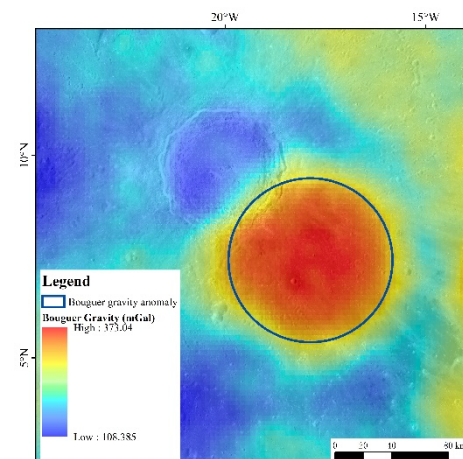 20°W 15°W
10°N
5°N
Legend
Bouguer gravity anomaly
Bouguer Gravity (mGal)
High : 373.04
Low : 108.385
0 20 40 80 km